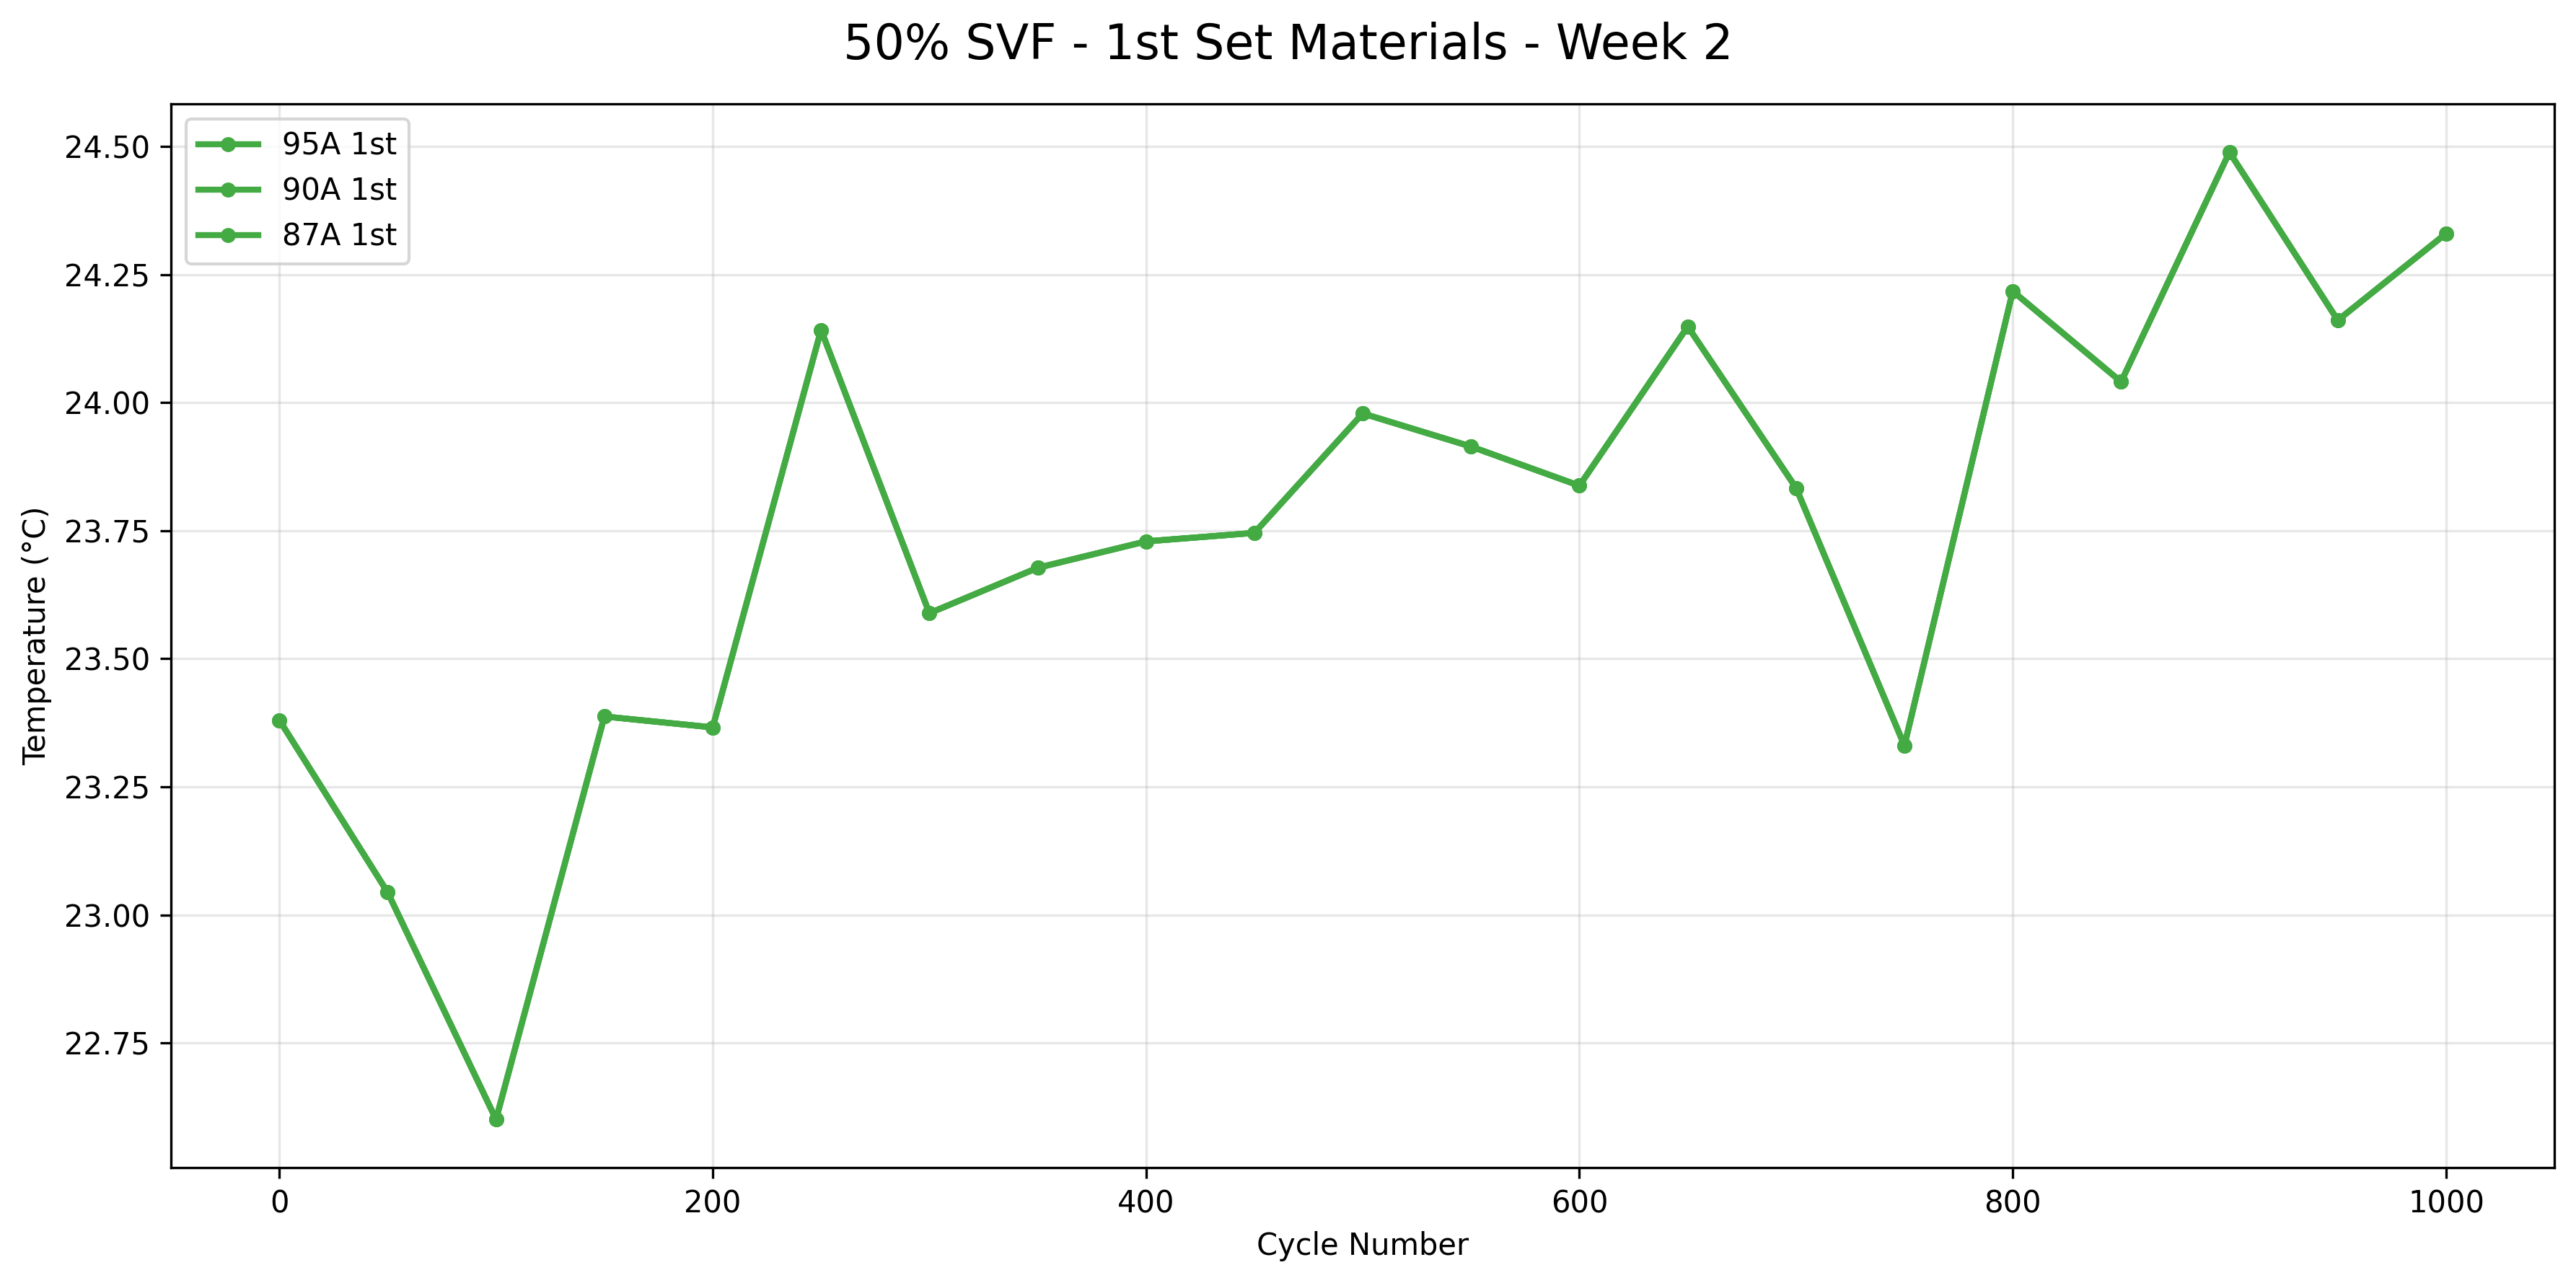 50% SVF - 1st Set Materials - Week 2
95A 1st
90A 1st
87A 1st
24.50
24.25
24.00
23.75
23.50
23.25
23.00
22.75
Temperature (°C)
0 200 400 600 800 1000
Cycle Number